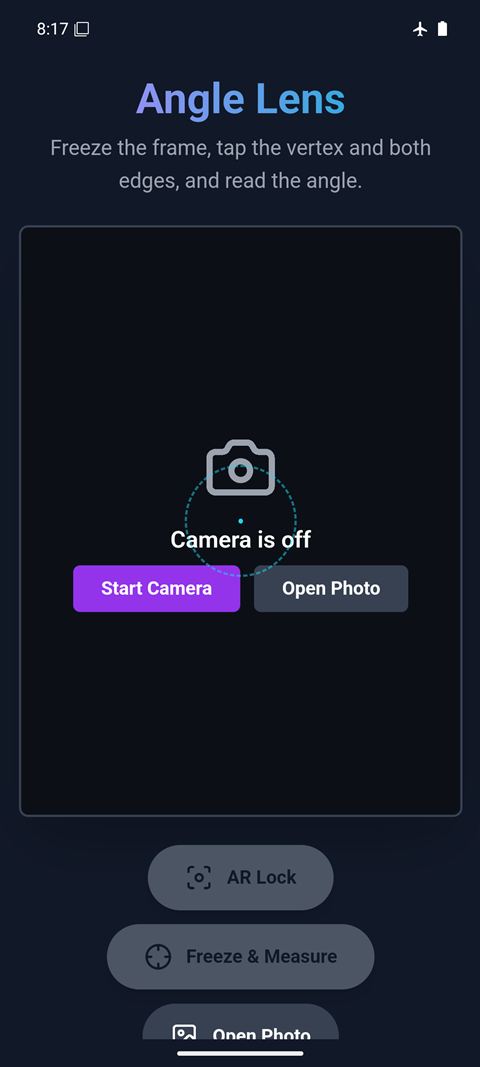 8:17
Angle Lens
Freeze the frame, tap the vertex and both
edges, and read the angle.
Camera is off
Start Camera
Open Photo
AR Lock
Freeze & Measure
Open Photo